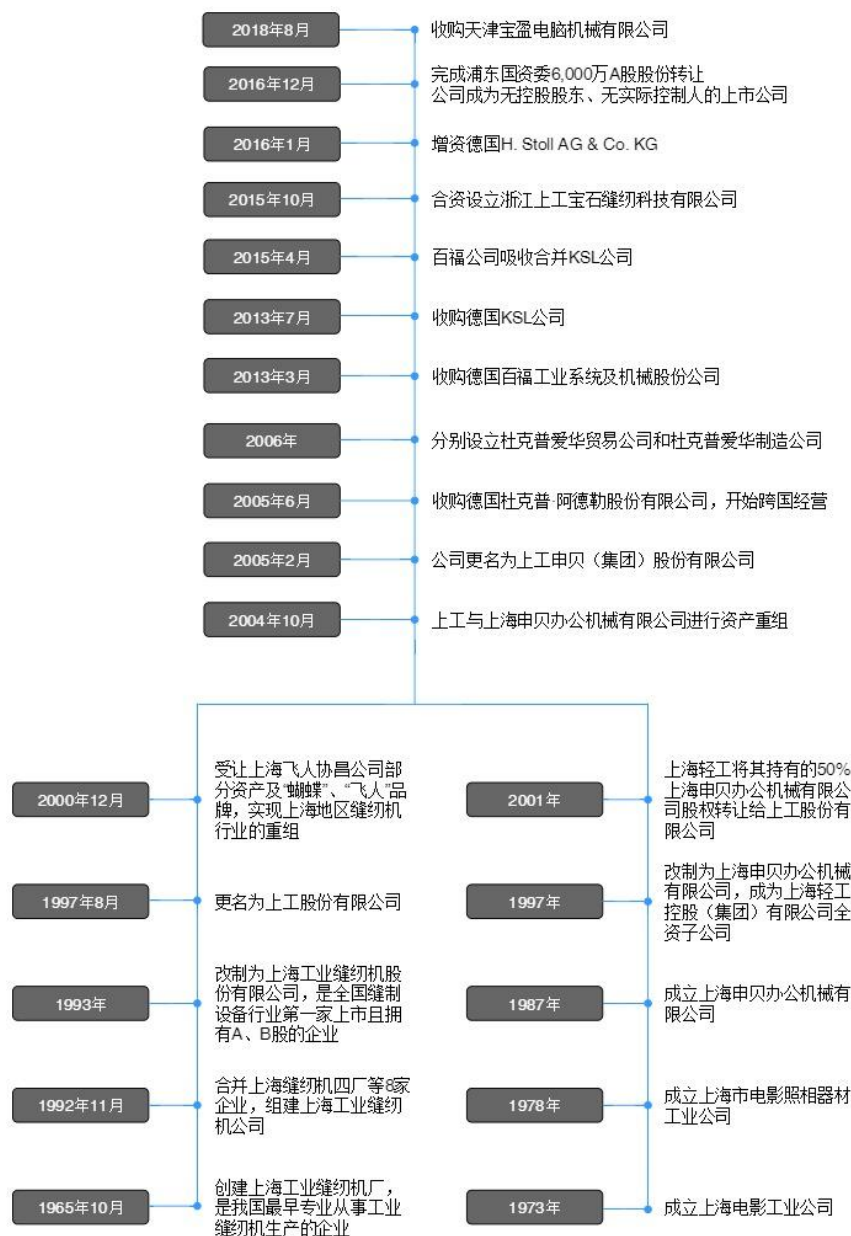 2018年8月
收购天津宝盈电脑机械有限公司
2016年12月
完成浦东国资委6,000万A股股份转让
公司成为无控股股东、无实际控制人的上市公司
2016年1月
增资德国H. Stoll AG & Co. KG
2015年10月
合资设立浙江上工宝石缝纫科技有限公司
2015年4月
百福公司吸收合并KSL公司
2013年7月
收购德国KSL公司
2013年3月
收购德国百福工业系统及机械股份公司
2006年
分别设立杜克普爱华贸易公司和杜克普爱华制造公司
2005年6月
收购德国杜克普·阿德勒股份有限公司，开始跨国经营
2005年2月
公司更名为上工申贝（集团）股份有限公司
2004年10月
上工与上海申贝办公机械有限公司进行资产重组
2000年12月
受让上海飞人协昌公司部
分资产及“蝴蝶”、“飞人”品
牌，实现上海地区缝纫机
行业的重组
1997年8月
更名为上工股份有限公司
1993年
改制为上海工业缝纫机股
份有限公司，是全国缝制
设备行业第一家上市且拥
有A、B股的企业
1992年11月
合并上海缝纫机四厂等8家
企业，组建上海工业缝纫
机公司
1965年10月
创建上海工业缝纫机厂，
是我国最早专业从事工业
缝纫机生产的企业
2001年
上海轻工将其持有的50%
上海申贝办公机械有限公
司股权转让给上工股份有
限公司
1997年
改制为上海申贝办公机械
有限公司，成为上海轻工
控股（集团）有限公司全
资子公司
1987年
成立上海申贝办公机械有
限公司
1978年
成立上海市电影照相器材
工业公司
1973年
成立上海电影工业公司